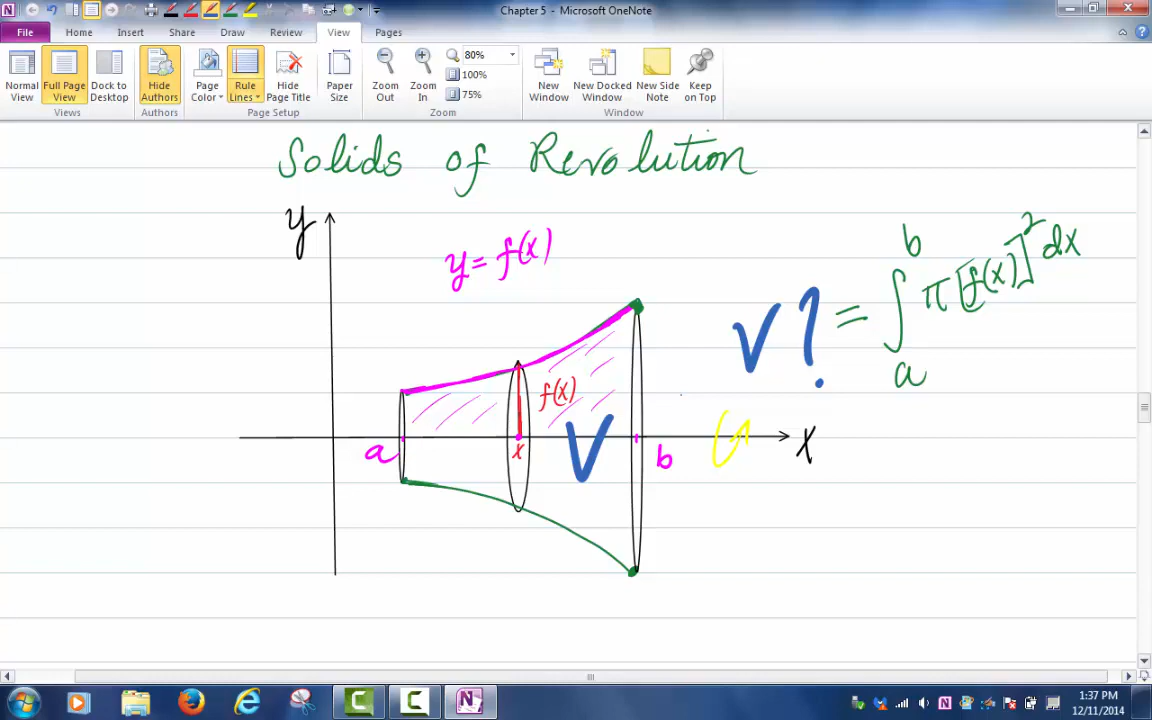 Chapter 5 - Microsoft OneNote
File Home Insert Share Draw Review View Pages
Normal View
Full Page View
Dock to Desktop
Views
Hide Authors
Authors
Page Color
Rule Lines
Hide Page Title
Paper Size
Page Setup
Zoom Out
Zoom In
80%
100%
75%
Zoom
New Window
New Docked Window
New Side Note
Keep on Top
Window
Solids of Revolution
y
y = f(x)
V ? = ∫_a^b π[f(x)]² dx
f(x)
a x V b x
1:37 PM
12/11/2014